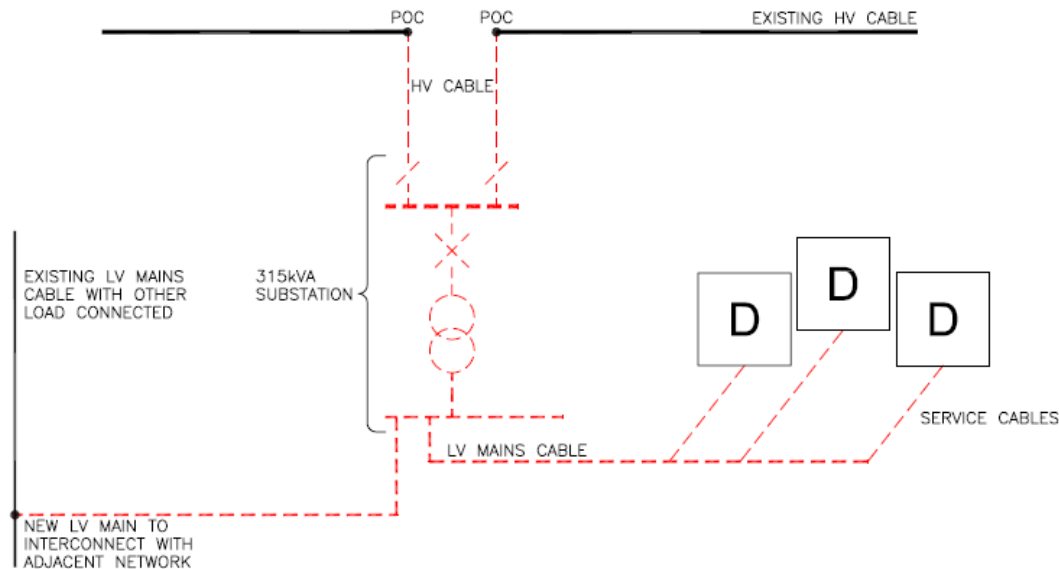 POC
POC
EXISTING HV CABLE
HV CABLE
EXISTING LV MAINS
CABLE WITH OTHER
LOAD CONNECTED
315kVA
SUBSTATION
D
D
D
SERVICE CABLES
LV MAINS CABLE
NEW LV MAIN TO
INTERCONNECT WITH
ADJACENT NETWORK